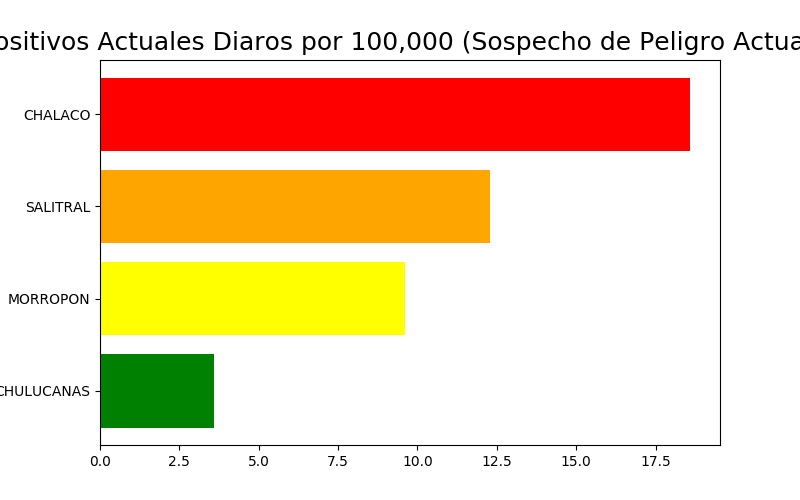 ositivos Actuales Diaros por 100,000 (Sospecho de Peligro Actua
CHALACO
SALITRAL
MORROPON
CHULUCANAS
0.0 2.5 5.0 7.5 10.0 12.5 15.0 17.5